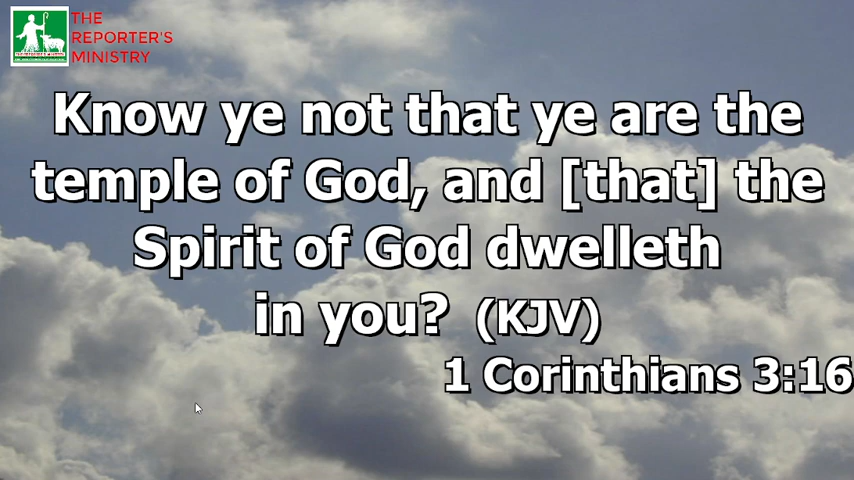 THE
REPORTER'S
MINISTRY
Know ye not that ye are the
temple of God, and [that] the
Spirit of God dwelleth
in you? (KJV)
1 Corinthians 3:16